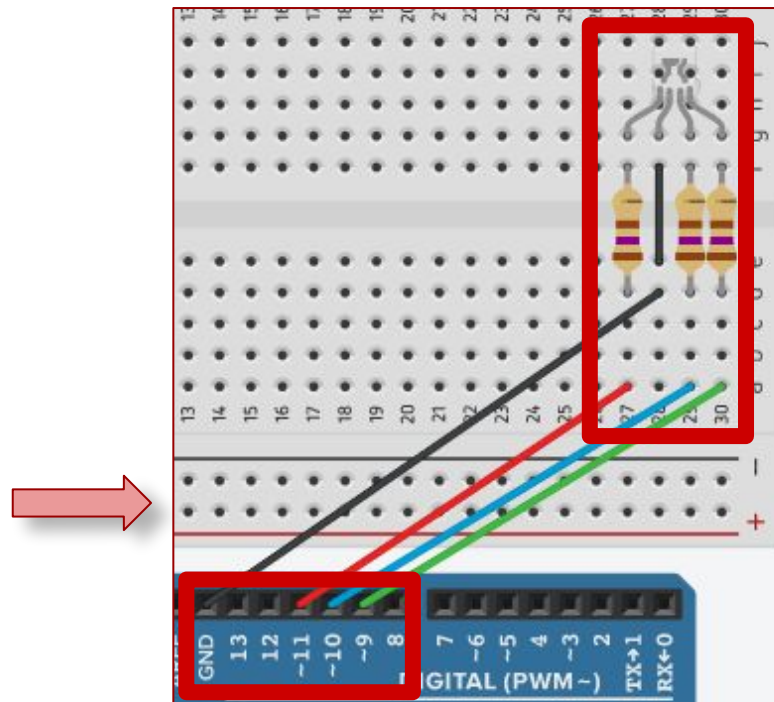 13 14 15 16 17 18 19 20 21 22 23 24 25 26 27 28 29 30
j
i
h
g
f
e
d
c
b
a
13 14 15 16 17 18 19 20 21 22 23 24 25 27 28 29 30
−
+
GND 13 12 ~11 ~10 ~9 8 7 ~6 ~5 4 ~3 2 TX→1 RX←0
DIGITAL (PWM~)